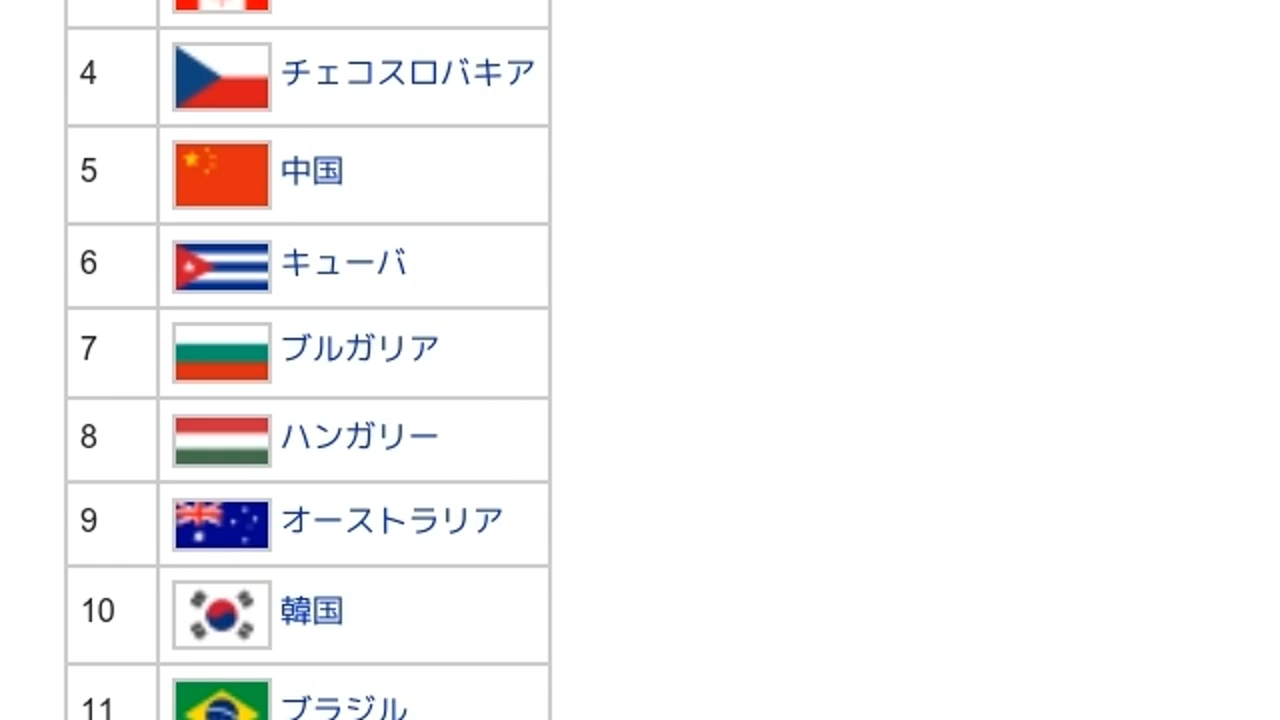 4 チェコスロバキア
5 中国
6 キューバ
7 ブルガリア
8 ハンガリー
9 オーストラリア
10 韓国
11 ブラジル